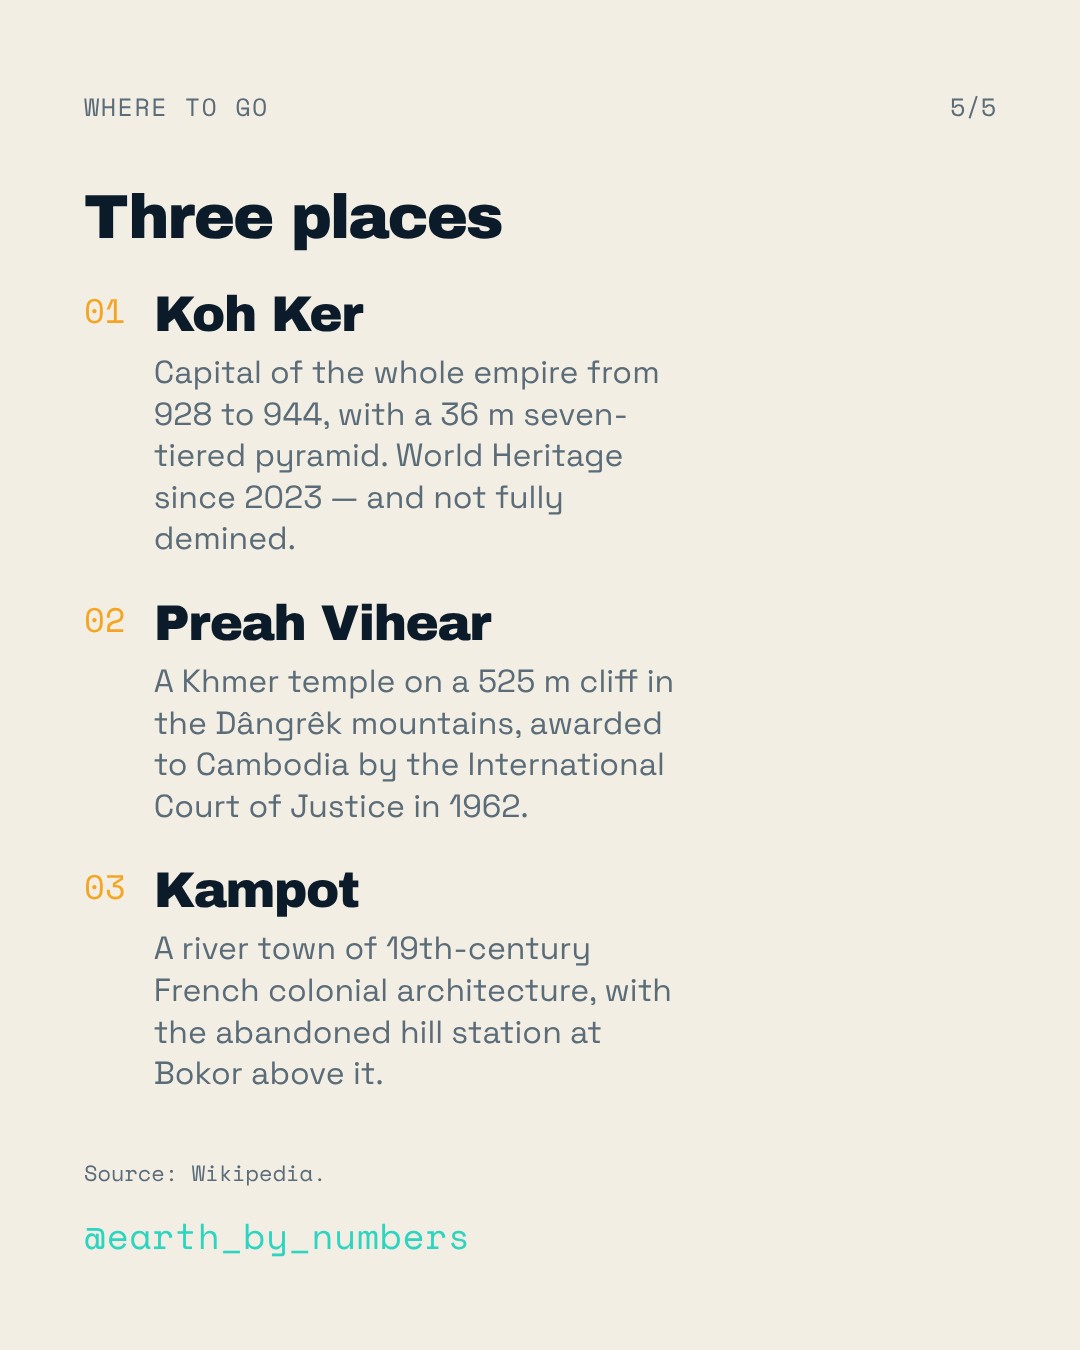 WHERE TO GO
5/5
Three places
01 Koh Ker
Capital of the whole empire from
928 to 944, with a 36 m seven-
tiered pyramid. World Heritage
since 2023 — and not fully
demined.
02 Preah Vihear
A Khmer temple on a 525 m cliff in
the Dângrêk mountains, awarded
to Cambodia by the International
Court of Justice in 1962.
03 Kampot
A river town of 19th-century
French colonial architecture, with
the abandoned hill station at
Bokor above it.
Source: Wikipedia.
@earth_by_numbers